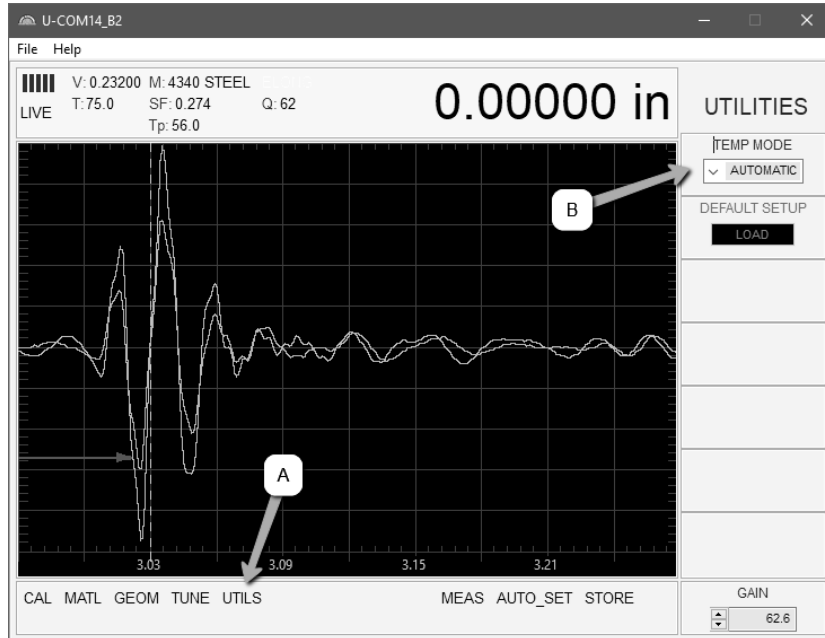 U-COM14_B2
File Help
V: 0.23200 M: 4340 STEEL
LIVE T: 75.0 SF: 0.274 Q: 62
Tp: 56.0
0.00000 in
UTILITIES
TEMP MODE
AUTOMATIC
DEFAULT SETUP
LOAD
B
A
3.03 3.09 3.15 3.21
CAL MATL GEOM TUNE UTILS MEAS AUTO_SET STORE
GAIN
62.6